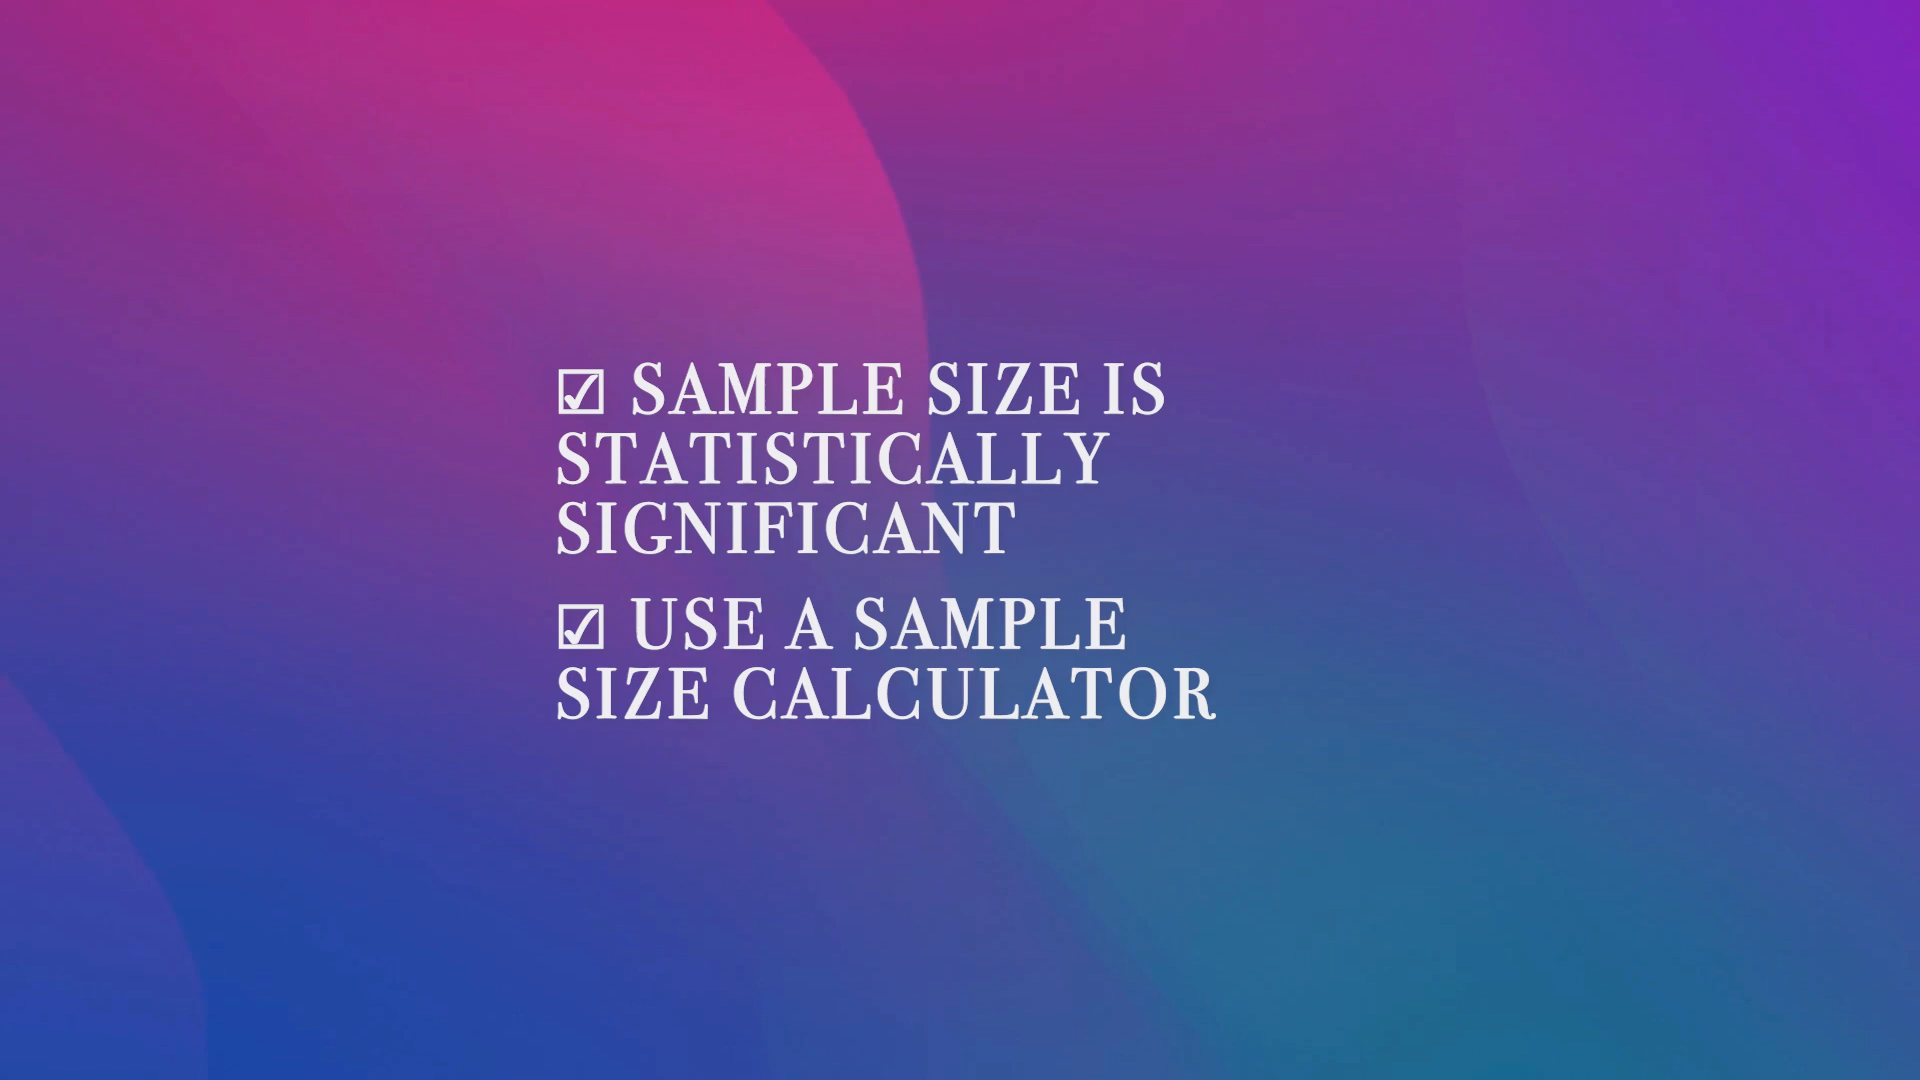 ☑ SAMPLE SIZE IS
STATISTICALLY
SIGNIFICANT
☑ USE A SAMPLE
SIZE CALCULATOR